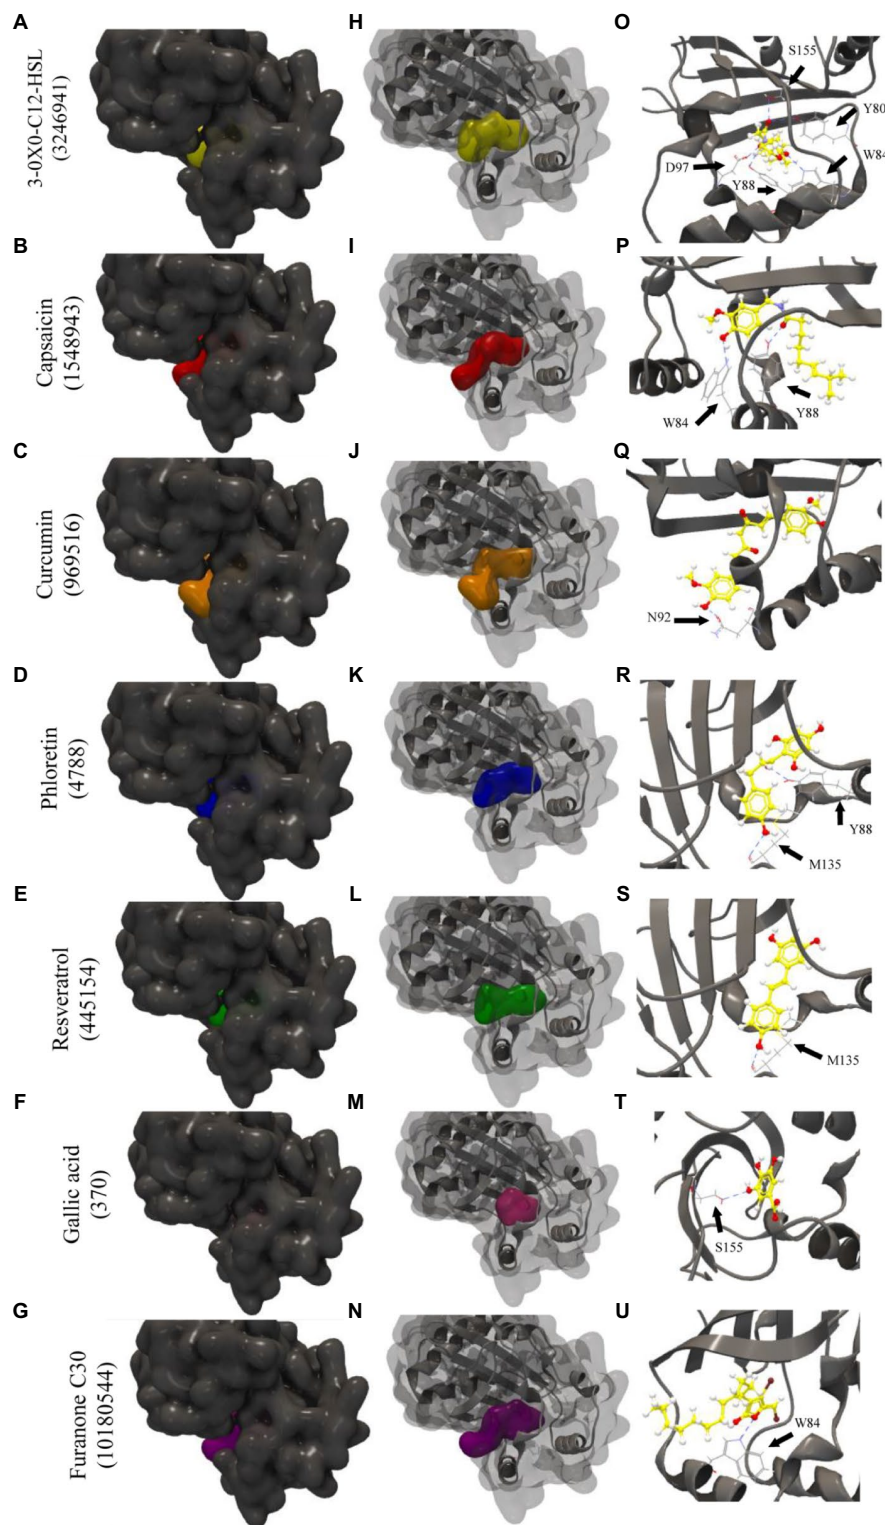 A
H
O
3-0X0-C12-HSL
(3246941)
S155
Y80
W84
D97
Y88
B
I
P
Capsaicin
(1548943)
W84
Y88
C
J
Q
Curcumin
(969516)
N92
D
K
R
Phloretin
(4788)
Y88
M135
E
L
S
Resveratrol
(445154)
M135
F
M
T
Gallic acid
(370)
S155
G
N
U
Furanone C30
(10180544)
W84